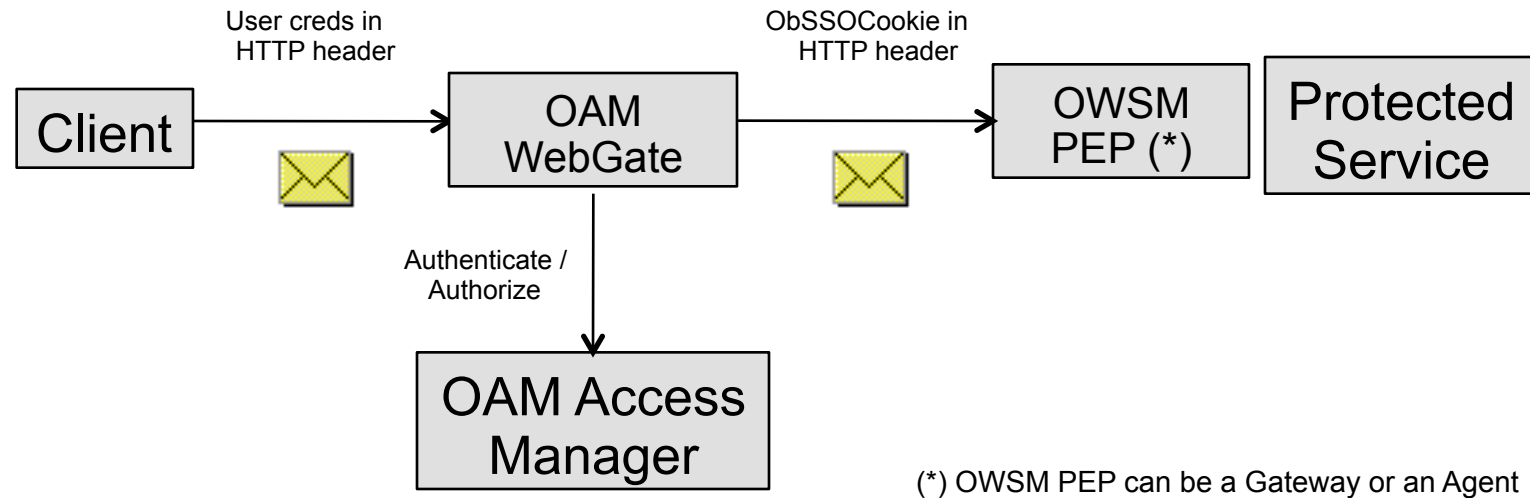 User creds in
HTTP header
ObSSOCookie in
HTTP header
Client
OAM
WebGate
OWSM
PEP (*)
Protected
Service
Authenticate /
Authorize
OAM Access
Manager
(*) OWSM PEP can be a Gateway or an Agent